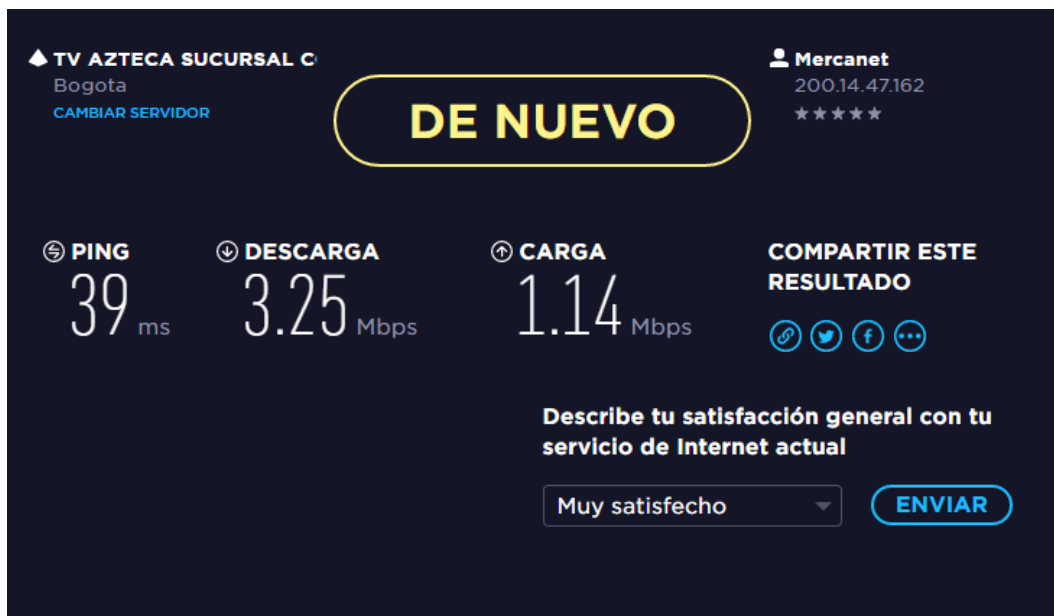 TV AZTECA SUCURSAL
Bogota
CAMBIAR SERVIDOR
DE NUEVO
Mercanet
200.14.47.162
PING
39 ms
DESCARGA
3.25 Mbps
CARGA
1.14 Mbps
COMPARTIR ESTE
RESULTADO
Describe tu satisfacción general con tu
servicio de Internet actual
Muy satisfecho
ENVIAR